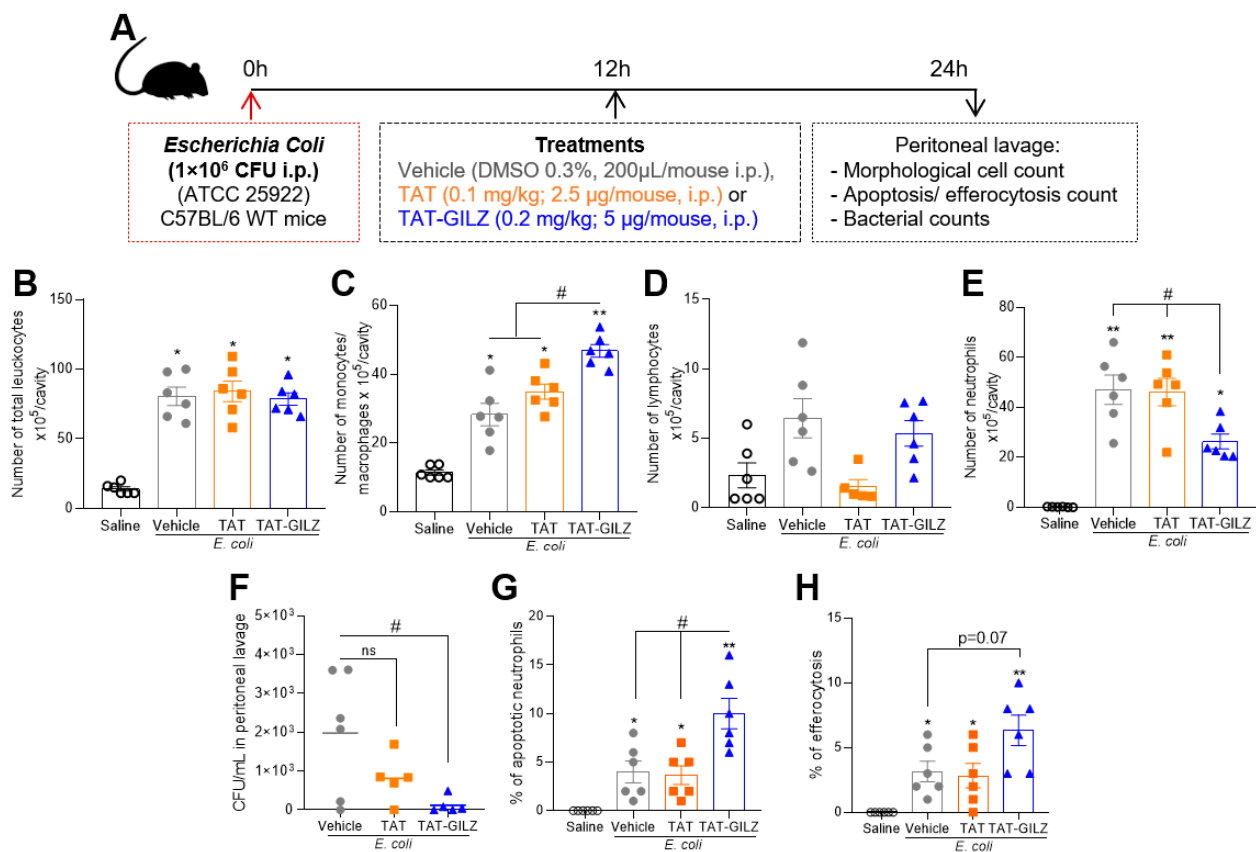 A
0h
12h
24h
Escherichia Coli
(1×10⁶ CFU i.p.)
(ATCC 25922)
C57BL/6 WT mice
Treatments
Vehicle (DMSO 0.3%, 200µL/mouse i.p.),
TAT (0.1 mg/kg; 2.5 µg/mouse, i.p.) or
TAT-GILZ (0.2 mg/kg; 5 µg/mouse, i.p.)
Peritoneal lavage:
- Morphological cell count
- Apoptosis/ efferocytosis count
- Bacterial counts
B
Number of total leuckocytes
x10⁵/cavity
150
100
50
0
*
*
*
Saline
Vehicle
TAT
TAT-GILZ
E. coli
C
Number of monocytes/
macrophages x 10⁵/cavity
60
40
20
0
#
*
*
**
Saline
Vehicle
TAT
TAT-GILZ
E. coli
D
Number of lymphocytes
x10⁵/cavity
15
10
5
0
Saline
Vehicle
TAT
TAT-GILZ
E. coli
E
Number of neutrophils
x10⁵/cavity
80
60
40
20
0
#
**
**
*
Saline
Vehicle
TAT
TAT-GILZ
E. coli
F
CFU/mL in peritoneal lavage
5×10³
4×10³
3×10³
2×10³
1×10³
0
#
ns
Vehicle
TAT
TAT-GILZ
E. coli
G
% of apoptotic neutrophils
20
15
10
5
0
#
*
*
**
Saline
Vehicle
TAT
TAT-GILZ
E. coli
H
% of efferocytosis
15
10
5
0
p=0.07
*
*
**
Saline
Vehicle
TAT
TAT-GILZ
E. coli